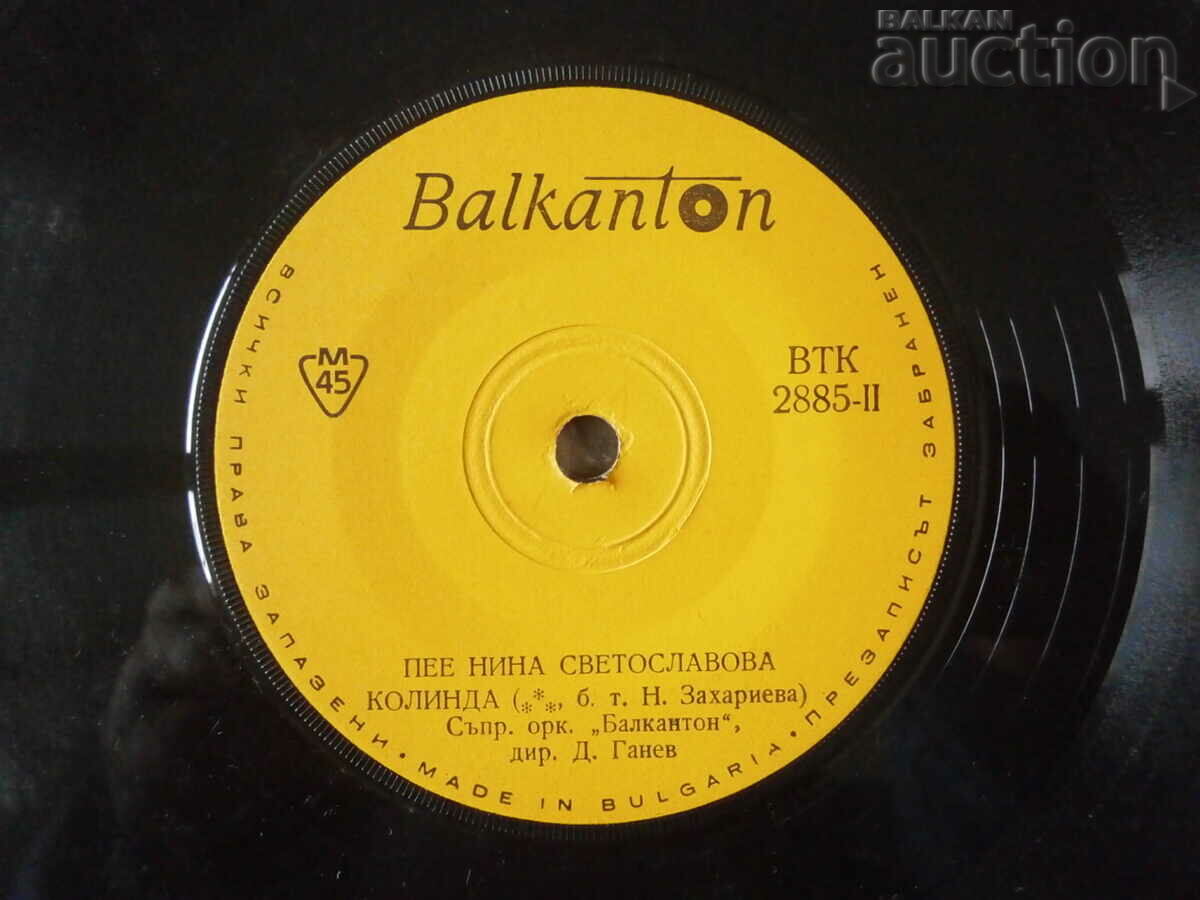 BALKAN
auction
Balkanton
М
45
ВТК
2885-II
ПЕЕ НИНА СВЕТОСЛАВОВА
КОЛИНДА (***, б. т. Н. Захариева)
Съпр. орк. „Балкантон“,
дир. Д. Ганев
ВСИЧКИ ПРАВА ЗАПАЗЕНИ • MADE IN BULGARIA • ПРЕЗАПИСЪТ ЗАБРАНЕН